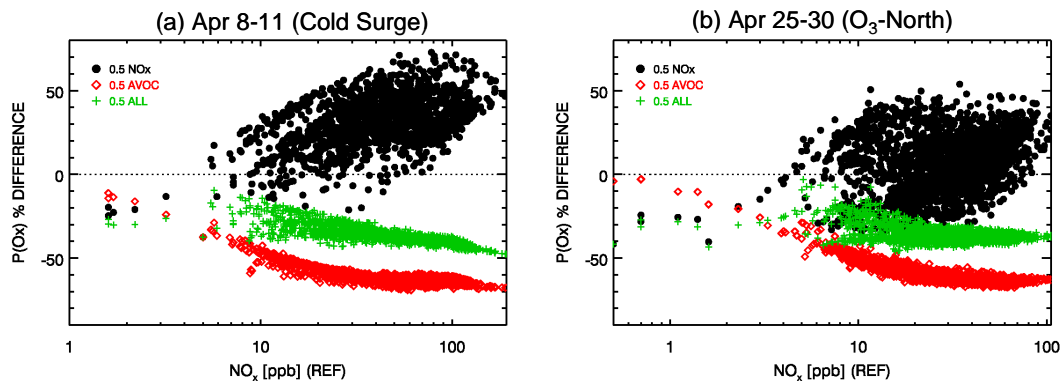 (a) Apr 8-11 (Cold Surge)
P(Ox) % DIFFERENCE
50
0
-50
0.5 NOx
0.5 AVOC
0.5 ALL
1
10
100
NOx [ppb] (REF)
(b) Apr 25-30 (O3-North)
P(Ox) % DIFFERENCE
50
0
-50
0.5 NOx
0.5 AVOC
0.5 ALL
1
10
100
NOx [ppb] (REF)